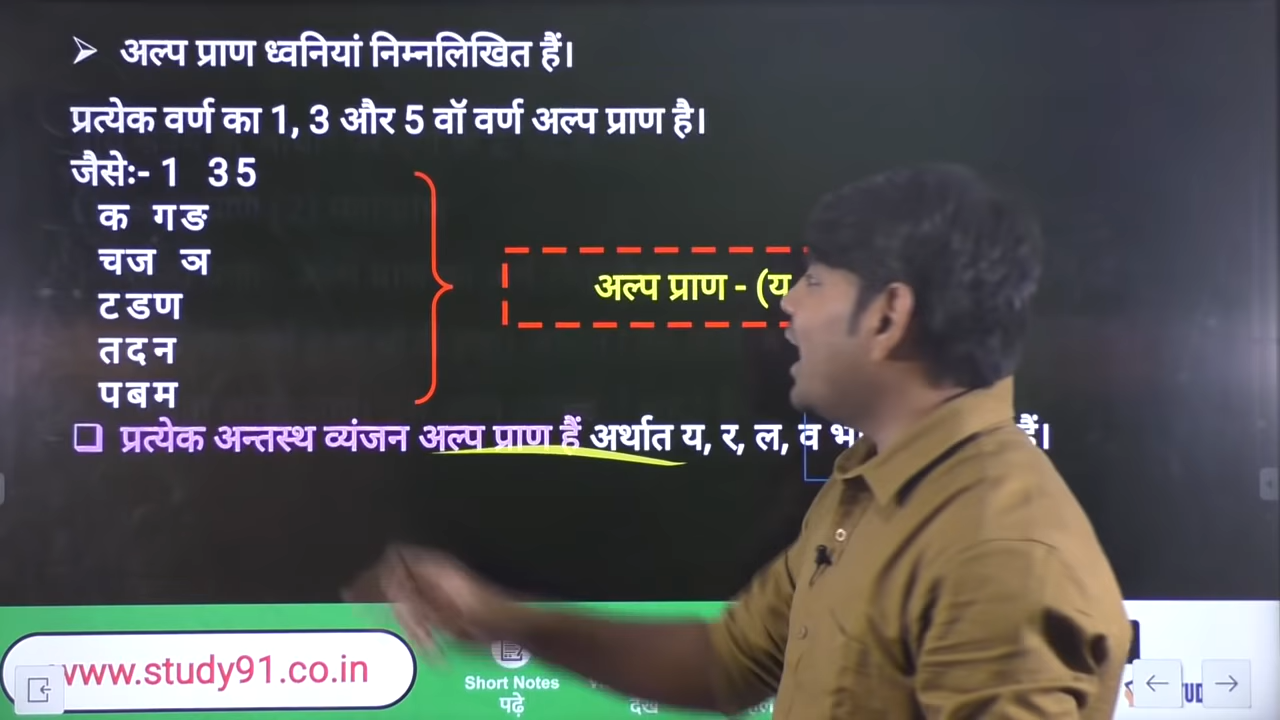 ➤ अल्प प्राण ध्वनियां निम्नलिखित हैं।
प्रत्येक वर्ण का 1, 3 और 5 वॉ वर्ण अल्प प्राण है।
जैसेः- 1 3 5
क ग ङ
च ज ञ
ट ड ण
त द न
प ब म
अल्प प्राण - (य
❑ प्रत्येक अन्तस्थ व्यंजन अल्प प्राण हैं अर्थात य, र, ल, व हैं।
www.study91.co.in
Short Notes
पढ़े